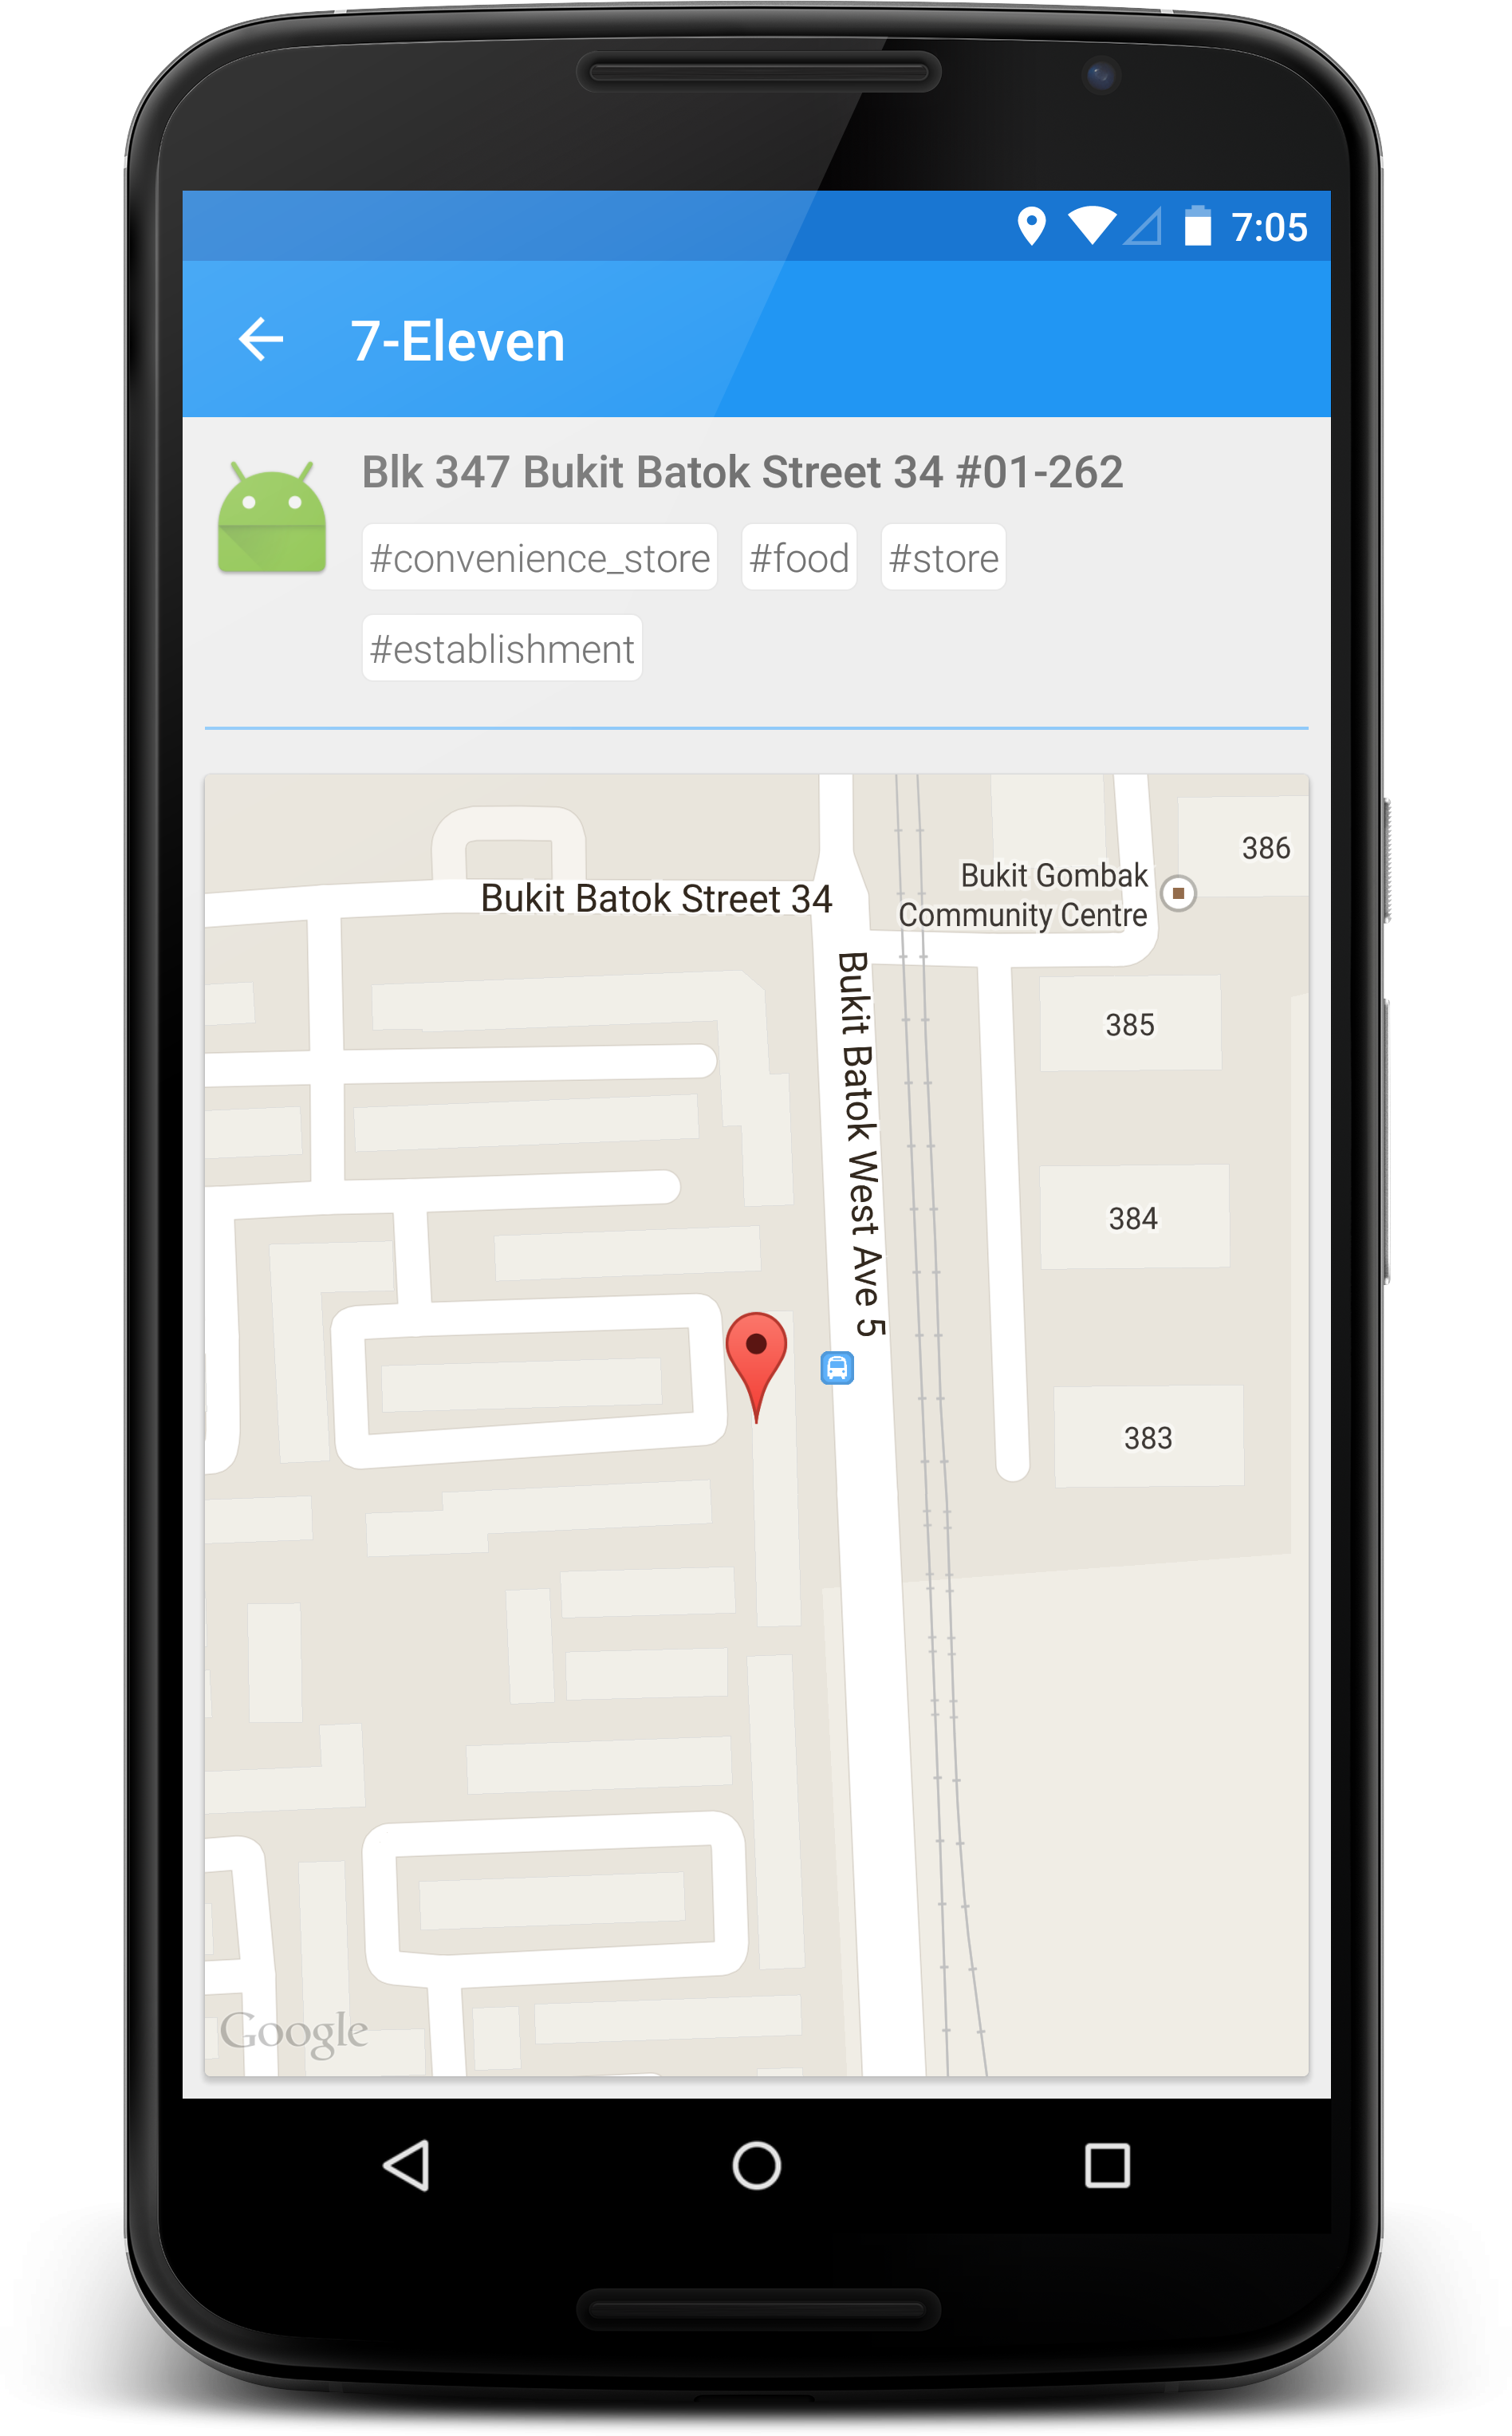 7:05
7-Eleven
Blk 347 Bukit Batok Street 34 #01-262
#convenience_store #food #store
#establishment
386
Bukit Gombak
Community Centre
Bukit Batok Street 34
Bukit Batok West Ave 5
385
384
383
Google